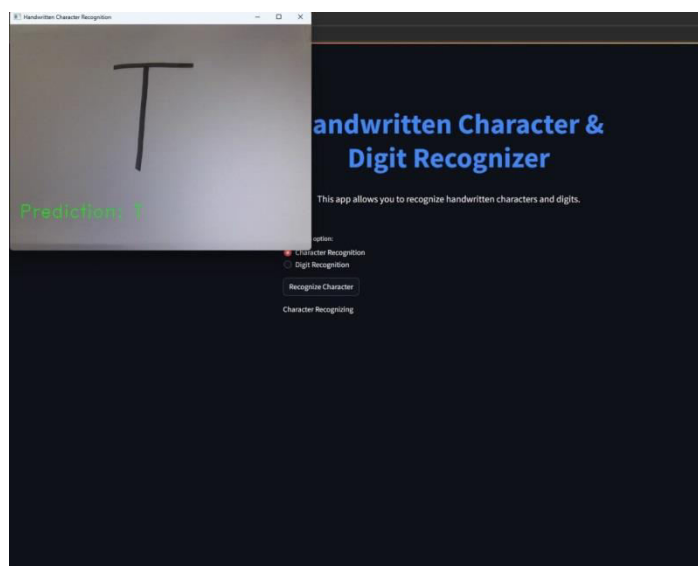 Handwritten Character Recognition
T
Prediction: T
andwritten Character &
Digit Recognizer
This app allows you to recognize handwritten characters and digits.
option:
Character Recognition
Digit Recognition
Recognize Character
Character Recognizing